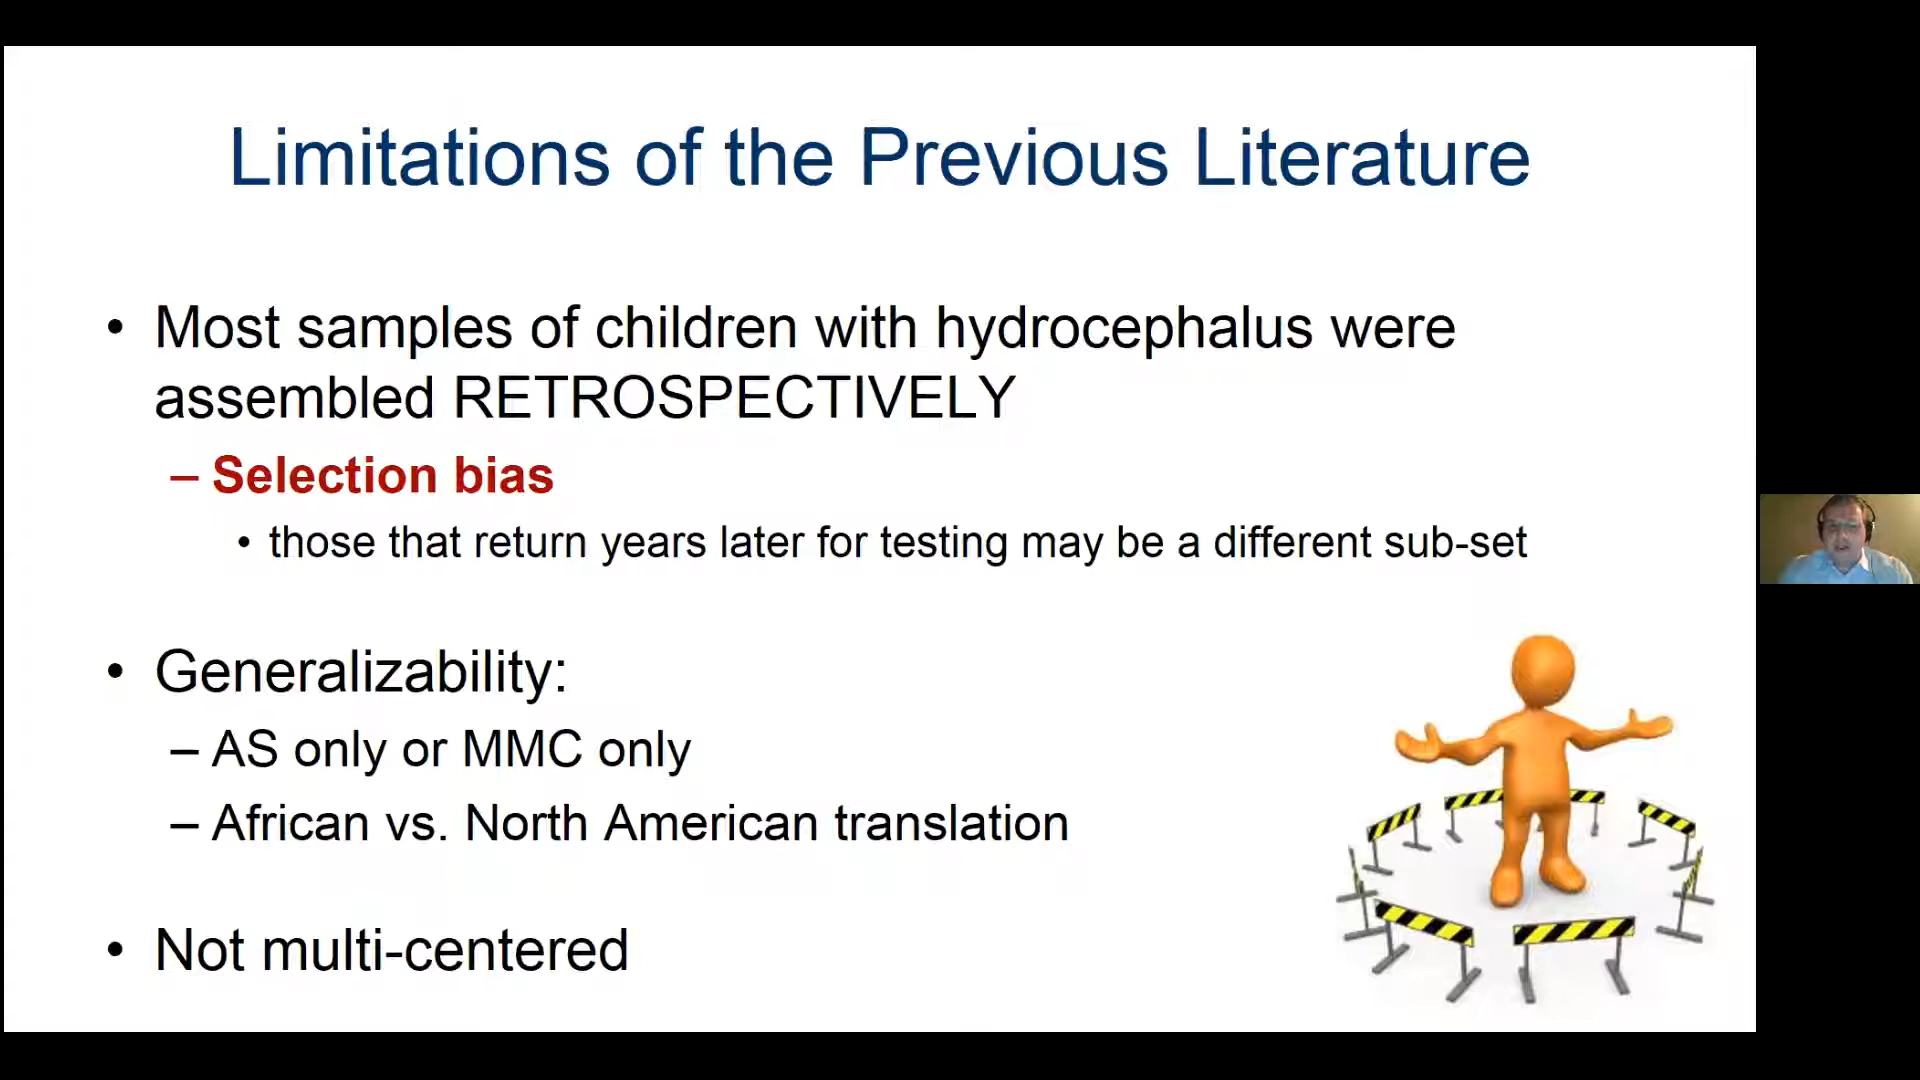 Limitations of the Previous Literature
• Most samples of children with hydrocephalus were
assembled RETROSPECTIVELY
– Selection bias
• those that return years later for testing may be a different sub-set
• Generalizability:
– AS only or MMC only
– African vs. North American translation
• Not multi-centered